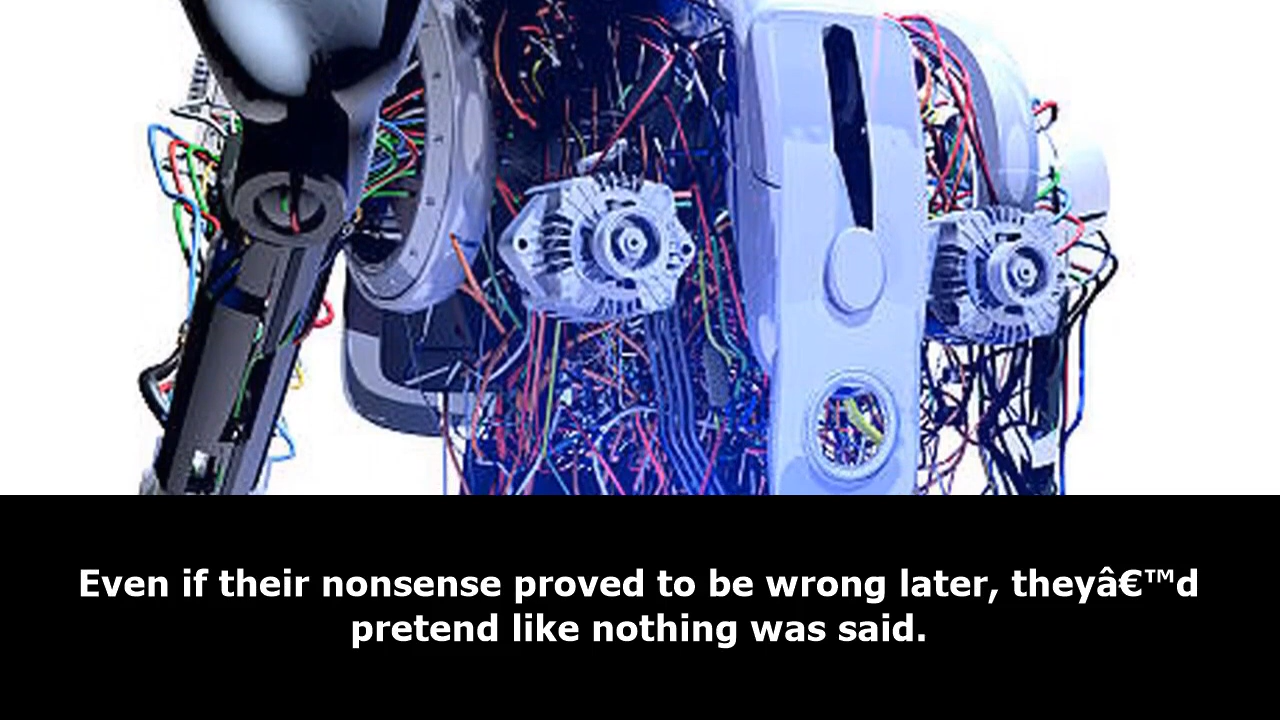 Even if their nonsense proved to be wrong later, theyâ€™d
pretend like nothing was said.